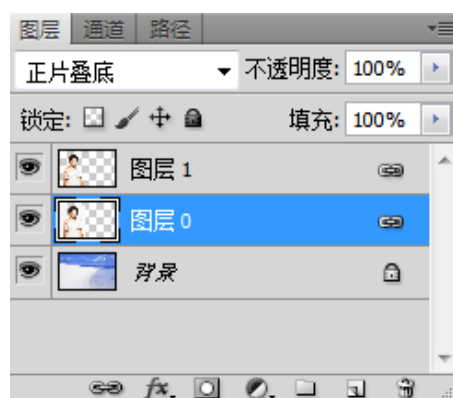 图层 通道 路径
正片叠底 不透明度: 100%
锁定: 填充: 100%
图层 1
图层 0
背景
fx.